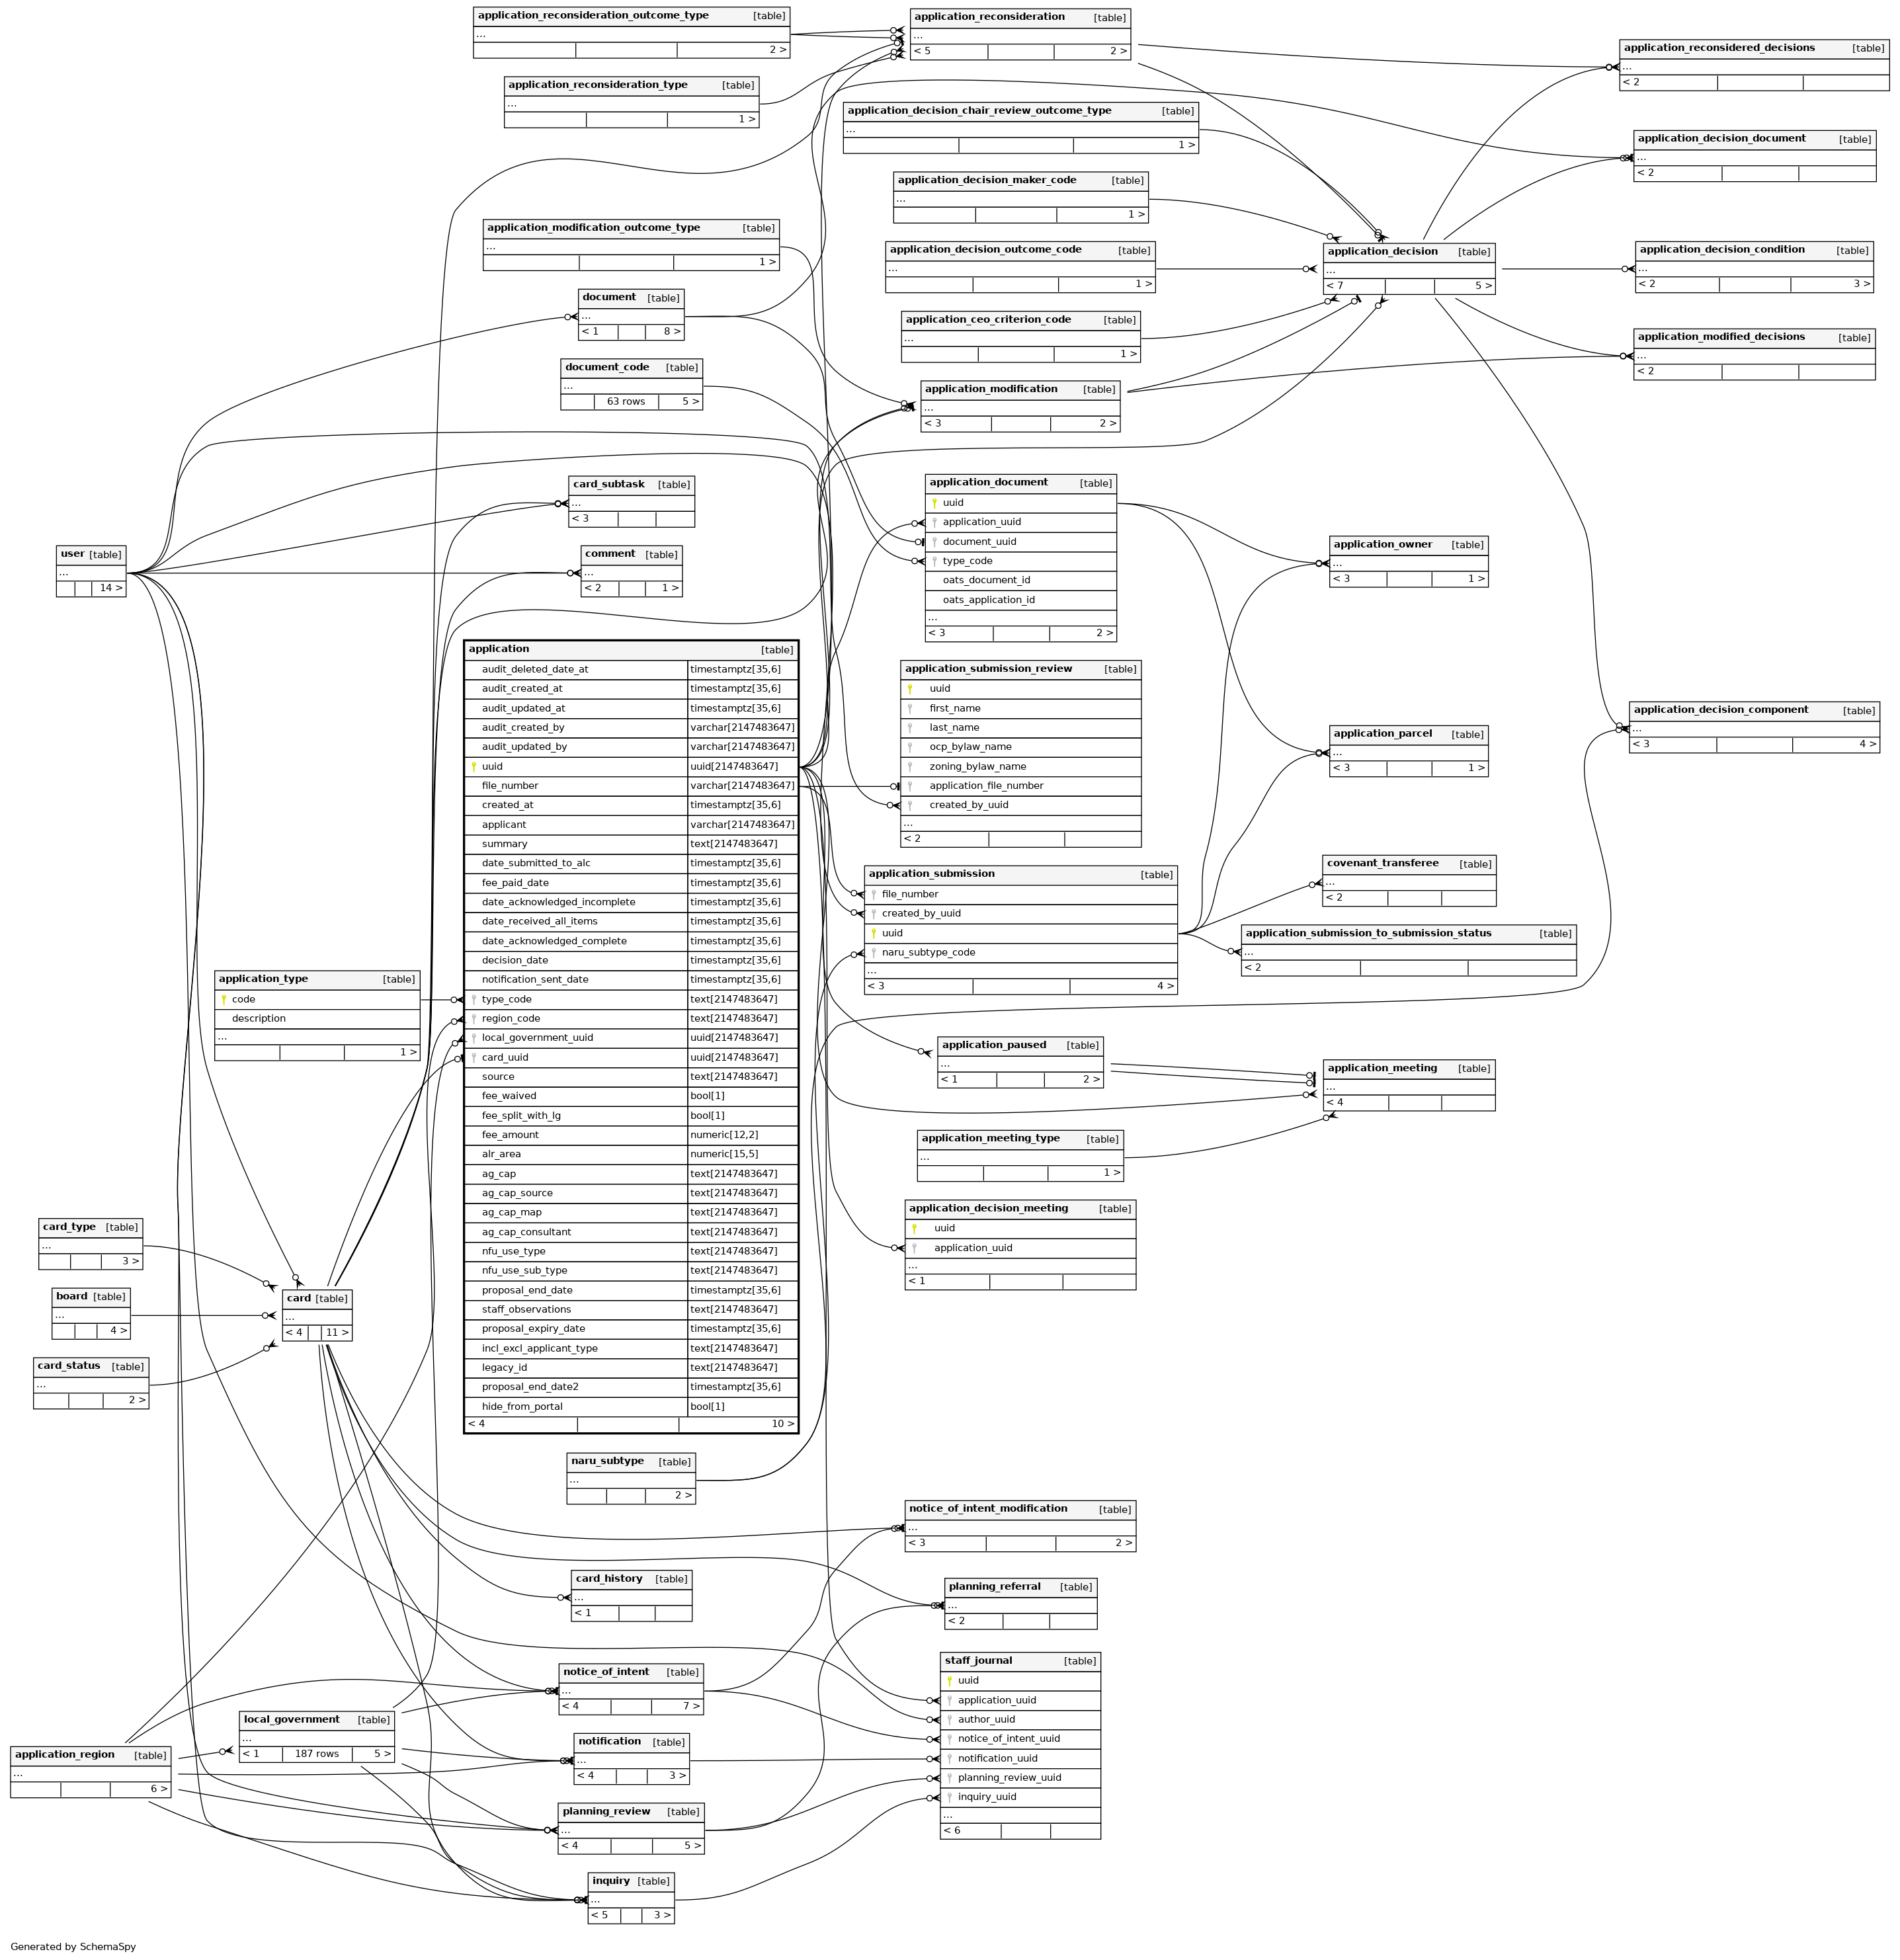 application_reconsideration_outcome_type [table]
...
2 >
application_reconsideration [table]
...
< 5 2 >
application_reconsidered_decisions [table]
...
< 2
application_reconsideration_type [table]
...
1 >
application_decision_chair_review_outcome_type [table]
...
1 >
application_decision_document [table]
...
< 2
application_decision_maker_code [table]
...
1 >
application_modification_outcome_type [table]
...
1 >
application_decision_outcome_code [table]
...
1 >
application_decision [table]
...
< 7 5 >
application_decision_condition [table]
...
< 2 3 >
document [table]
...
< 1 8 >
application_ceo_criterion_code [table]
...
1 >
application_modified_decisions [table]
...
< 2
document_code [table]
...
63 rows 5 >
application_modification [table]
...
< 3 2 >
card_subtask [table]
...
< 3
application_document [table]
uuid
application_uuid
document_uuid
type_code
oats_document_id
oats_application_id
...
< 3 2 >
user [table]
...
14 >
comment [table]
...
< 2 1 >
application_owner [table]
...
< 3 1 >
application [table]
audit_deleted_date_at timestamptz[35,6]
audit_created_at timestamptz[35,6]
audit_updated_at timestamptz[35,6]
audit_created_by varchar[2147483647]
audit_updated_by varchar[2147483647]
uuid uuid[2147483647]
file_number varchar[2147483647]
created_at timestamptz[35,6]
applicant varchar[2147483647]
summary text[2147483647]
date_submitted_to_alc timestamptz[35,6]
fee_paid_date timestamptz[35,6]
date_acknowledged_incomplete timestamptz[35,6]
date_received_all_items timestamptz[35,6]
date_acknowledged_complete timestamptz[35,6]
decision_date timestamptz[35,6]
notification_sent_date timestamptz[35,6]
type_code text[2147483647]
region_code text[2147483647]
local_government_uuid uuid[2147483647]
card_uuid uuid[2147483647]
source text[2147483647]
fee_waived bool[1]
fee_split_with_lg bool[1]
fee_amount numeric[12,2]
alr_area numeric[15,5]
ag_cap text[2147483647]
ag_cap_source text[2147483647]
ag_cap_map text[2147483647]
ag_cap_consultant text[2147483647]
nfu_use_type text[2147483647]
nfu_use_sub_type text[2147483647]
proposal_end_date timestamptz[35,6]
staff_observations text[2147483647]
proposal_expiry_date timestamptz[35,6]
incl_excl_applicant_type text[2147483647]
legacy_id text[2147483647]
proposal_end_date2 timestamptz[35,6]
hide_from_portal bool[1]
< 4 10 >
application_submission_review [table]
uuid
first_name
last_name
ocp_bylaw_name
zoning_bylaw_name
application_file_number
created_by_uuid
...
< 2
application_parcel [table]
...
< 3 1 >
application_decision_component [table]
...
< 3 4 >
application_submission [table]
file_number
created_by_uuid
uuid
naru_subtype_code
...
< 3 4 >
covenant_transferee [table]
...
< 2
application_submission_to_submission_status [table]
...
< 2
application_type [table]
code
description
...
1 >
application_paused [table]
...
< 1 2 >
application_meeting [table]
...
< 4
application_meeting_type [table]
...
1 >
application_decision_meeting [table]
uuid
application_uuid
...
< 1
card_type [table]
...
3 >
board [table]
...
4 >
card [table]
...
< 4 11 >
card_status [table]
...
2 >
naru_subtype [table]
...
2 >
notice_of_intent_modification [table]
...
< 3 2 >
card_history [table]
...
< 1
planning_referral [table]
...
< 2
staff_journal [table]
uuid
application_uuid
author_uuid
notice_of_intent_uuid
notification_uuid
planning_review_uuid
inquiry_uuid
...
< 6
notice_of_intent [table]
...
< 4 7 >
local_government [table]
...
< 1 187 rows 5 >
application_region [table]
...
6 >
notification [table]
...
< 4 3 >
planning_review [table]
...
< 4 5 >
inquiry [table]
...
< 5 3 >
Generated by SchemaSpy